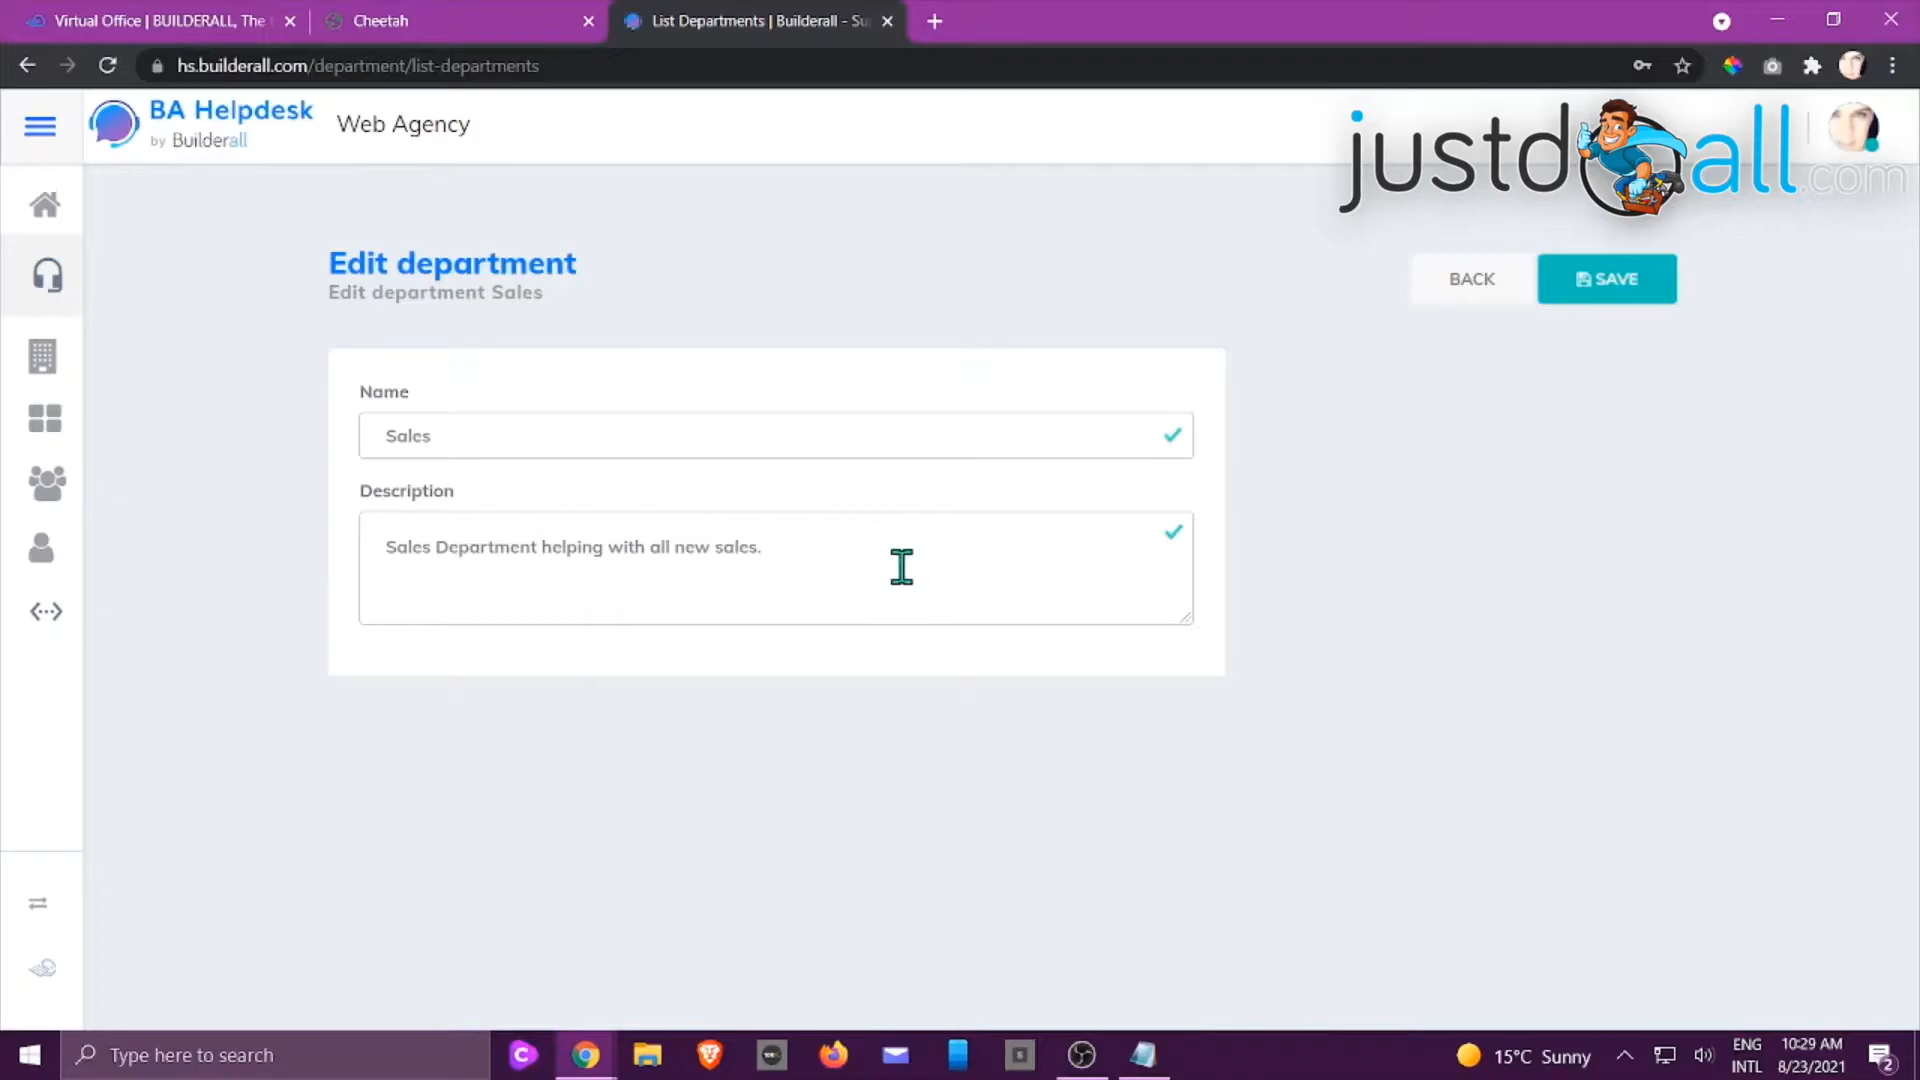 Virtual Office | BUILDERALL, The
Cheetah
List Departments | Builderall - Su
hs.builderall.com/department/list-departments
BA Helpdesk
by Builderall
Web Agency
justdoall.com
Edit department
Edit department Sales
BACK
SAVE
Name
Sales
Description
Sales Department helping with all new sales.
Type here to search
15°C Sunny
ENG
INTL
10:29 AM
8/23/2021
2